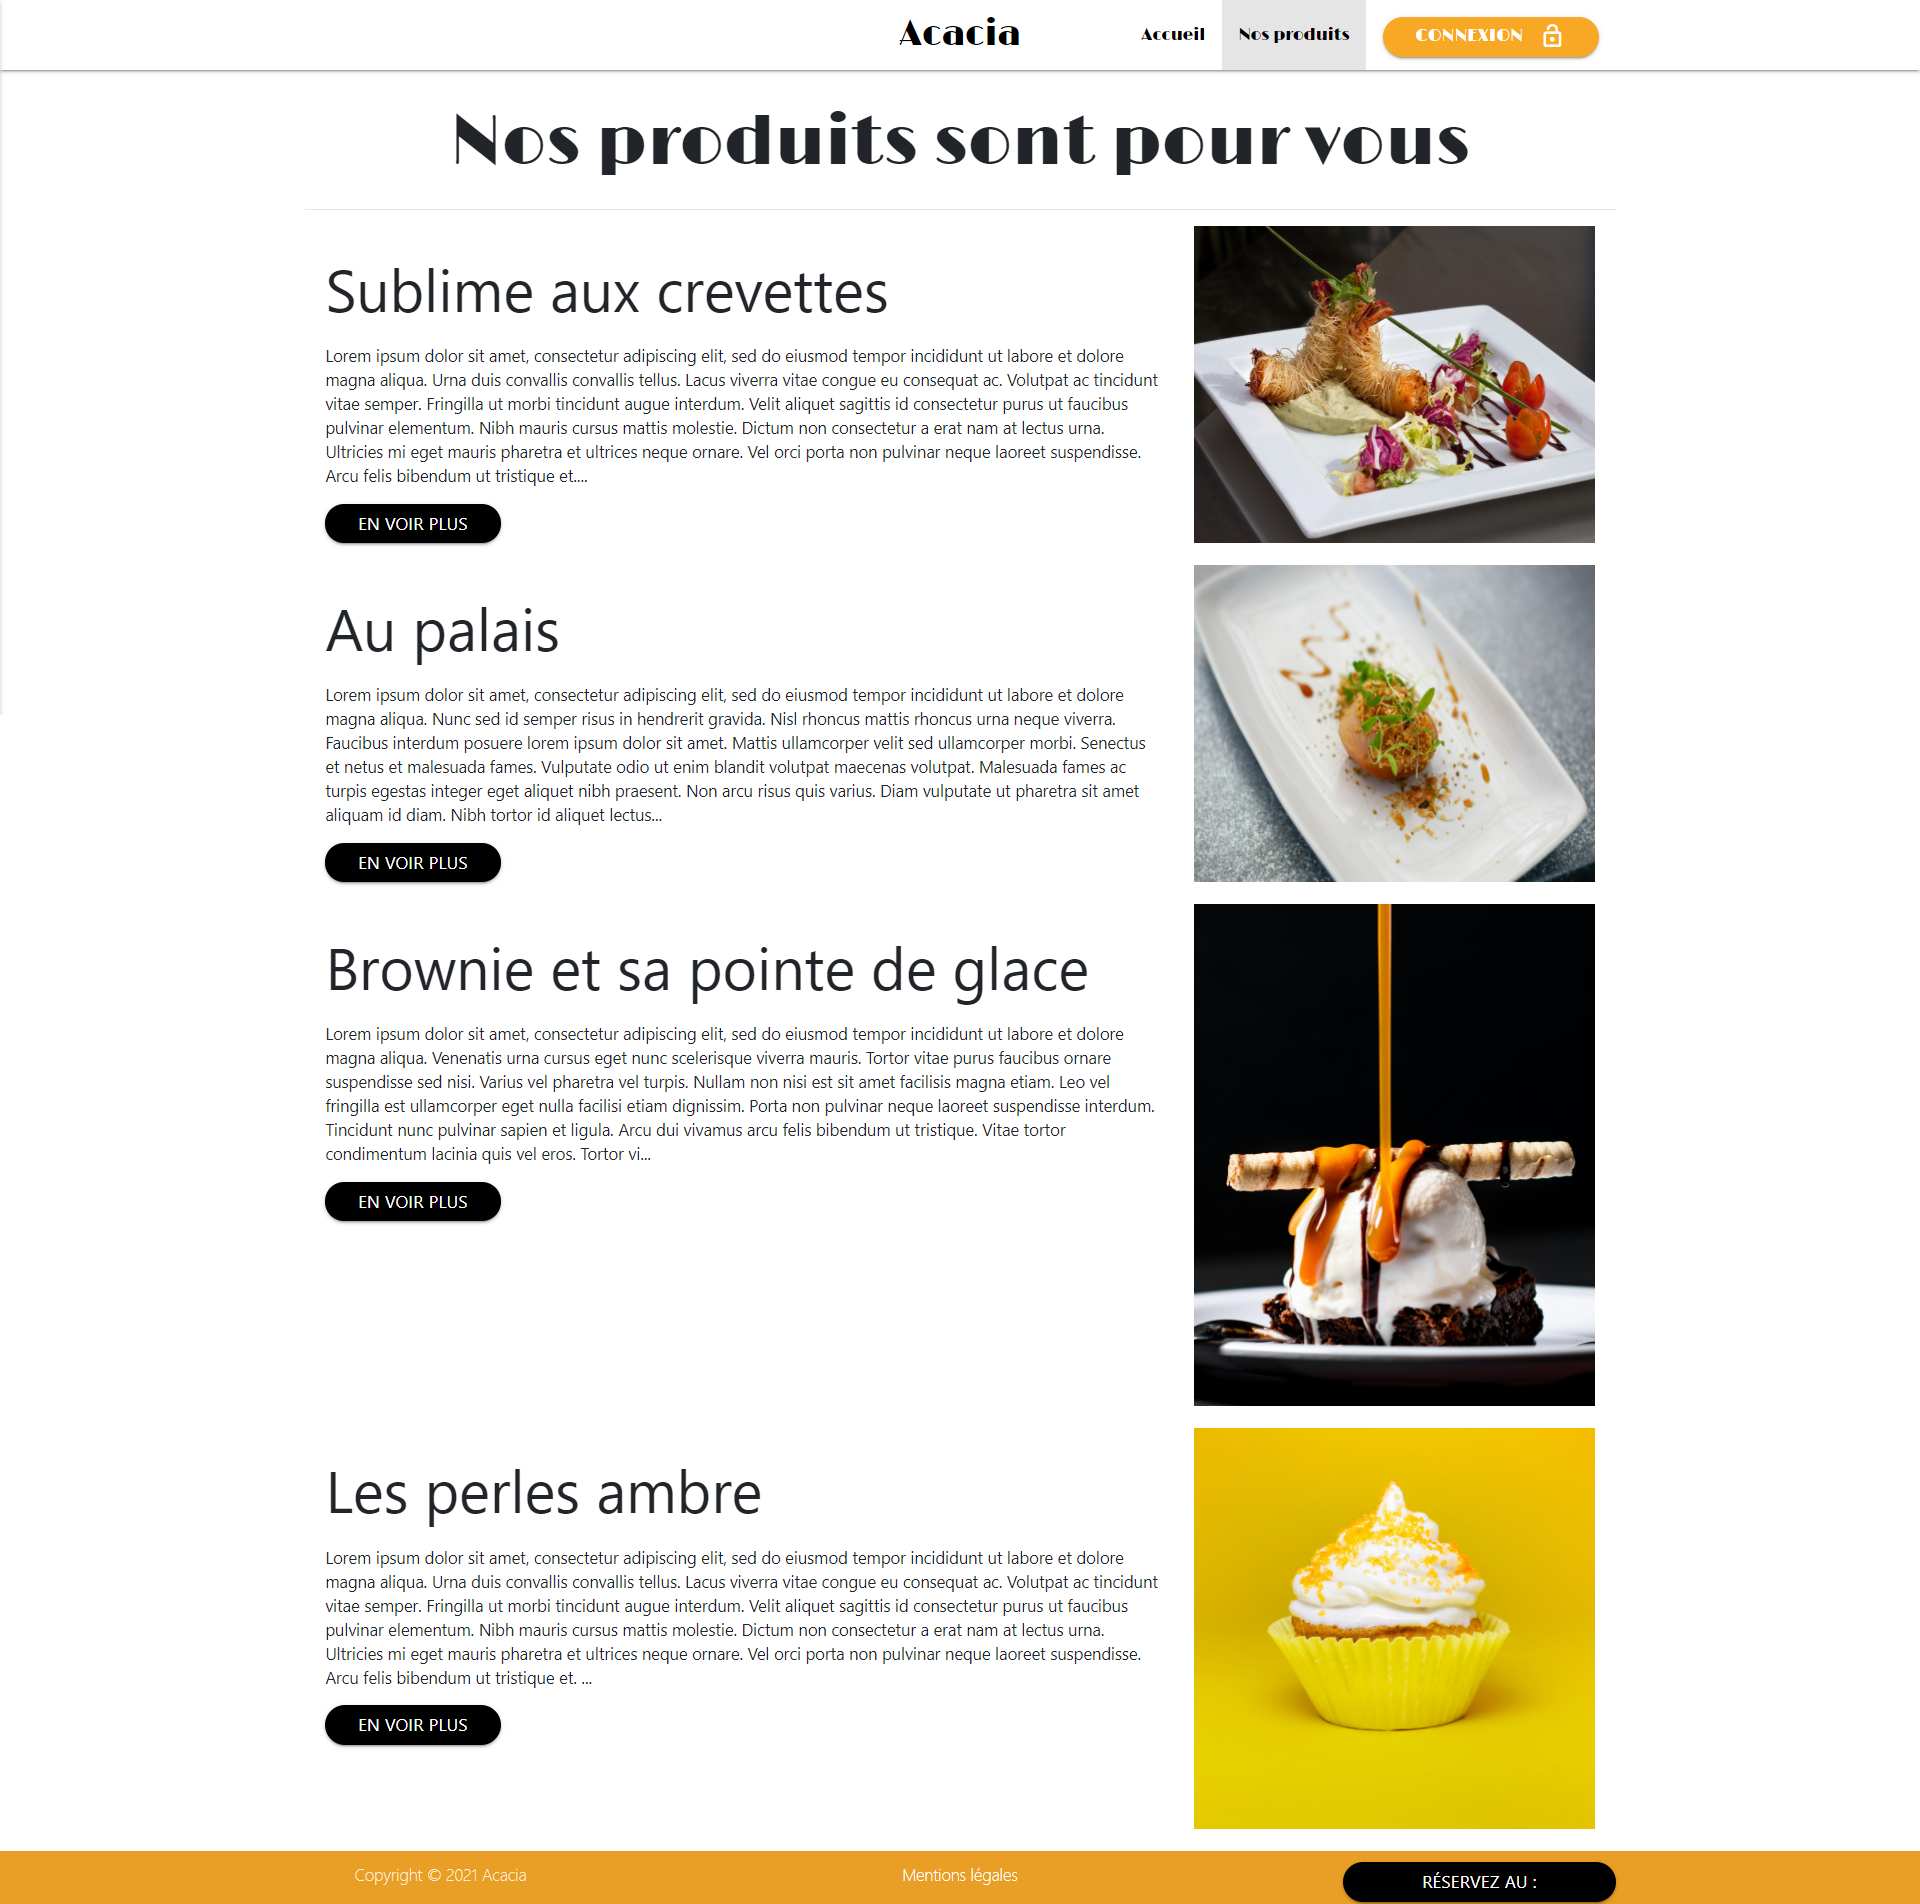 Acacia
Accueil
Nos produits
CONNEXION
Nos produits sont pour vous
Sublime aux crevettes
Lorem ipsum dolor sit amet, consectetur adipiscing elit, sed do eiusmod tempor incididunt ut labore et dolore
magna aliqua. Urna duis convallis convallis tellus. Lacus viverra vitae congue eu consequat ac. Volutpat ac tincidunt
vitae semper. Fringilla ut morbi tincidunt augue interdum. Velit aliquet sagittis id consectetur purus ut faucibus
pulvinar elementum. Nibh mauris cursus mattis molestie. Dictum non consectetur a erat nam at lectus urna.
Ultricies mi eget mauris pharetra et ultrices neque ornare. Vel orci porta non pulvinar neque laoreet suspendisse.
Arcu felis bibendum ut tristique et....
EN VOIR PLUS
Au palais
Lorem ipsum dolor sit amet, consectetur adipiscing elit, sed do eiusmod tempor incididunt ut labore et dolore
magna aliqua. Nunc sed id semper risus in hendrerit gravida. Nisl rhoncus mattis rhoncus urna neque viverra.
Faucibus interdum posuere lorem ipsum dolor sit amet. Mattis ullamcorper velit sed ullamcorper morbi. Senectus
et netus et malesuada fames. Vulputate odio ut enim blandit volutpat maecenas volutpat. Malesuada fames ac
turpis egestas integer eget aliquet nibh praesent. Non arcu risus quis varius. Diam vulputate ut pharetra sit amet
aliquam id diam. Nibh tortor id aliquet lectus...
EN VOIR PLUS
Brownie et sa pointe de glace
Lorem ipsum dolor sit amet, consectetur adipiscing elit, sed do eiusmod tempor incididunt ut labore et dolore
magna aliqua. Venenatis urna cursus eget nunc scelerisque viverra mauris. Tortor vitae purus faucibus ornare
suspendisse sed nisi. Varius vel pharetra vel turpis. Nullam non nisi est sit amet facilisis magna etiam. Leo vel
fringilla est ullamcorper eget nulla facilisi etiam dignissim. Porta non pulvinar neque laoreet suspendisse interdum.
Tincidunt nunc pulvinar sapien et ligula. Arcu dui vivamus arcu felis bibendum ut tristique. Vitae tortor
condimentum lacinia quis vel eros. Tortor vi...
EN VOIR PLUS
Les perles ambre
Lorem ipsum dolor sit amet, consectetur adipiscing elit, sed do eiusmod tempor incididunt ut labore et dolore
magna aliqua. Urna duis convallis convallis tellus. Lacus viverra vitae congue eu consequat ac. Volutpat ac tincidunt
vitae semper. Fringilla ut morbi tincidunt augue interdum. Velit aliquet sagittis id consectetur purus ut faucibus
pulvinar elementum. Nibh mauris cursus mattis molestie. Dictum non consectetur a erat nam at lectus urna.
Ultricies mi eget mauris pharetra et ultrices neque ornare. Vel orci porta non pulvinar neque laoreet suspendisse.
Arcu felis bibendum ut tristique et. ...
EN VOIR PLUS
Copyright © 2021 Acacia
Mentions légales
RÉSERVEZ AU :